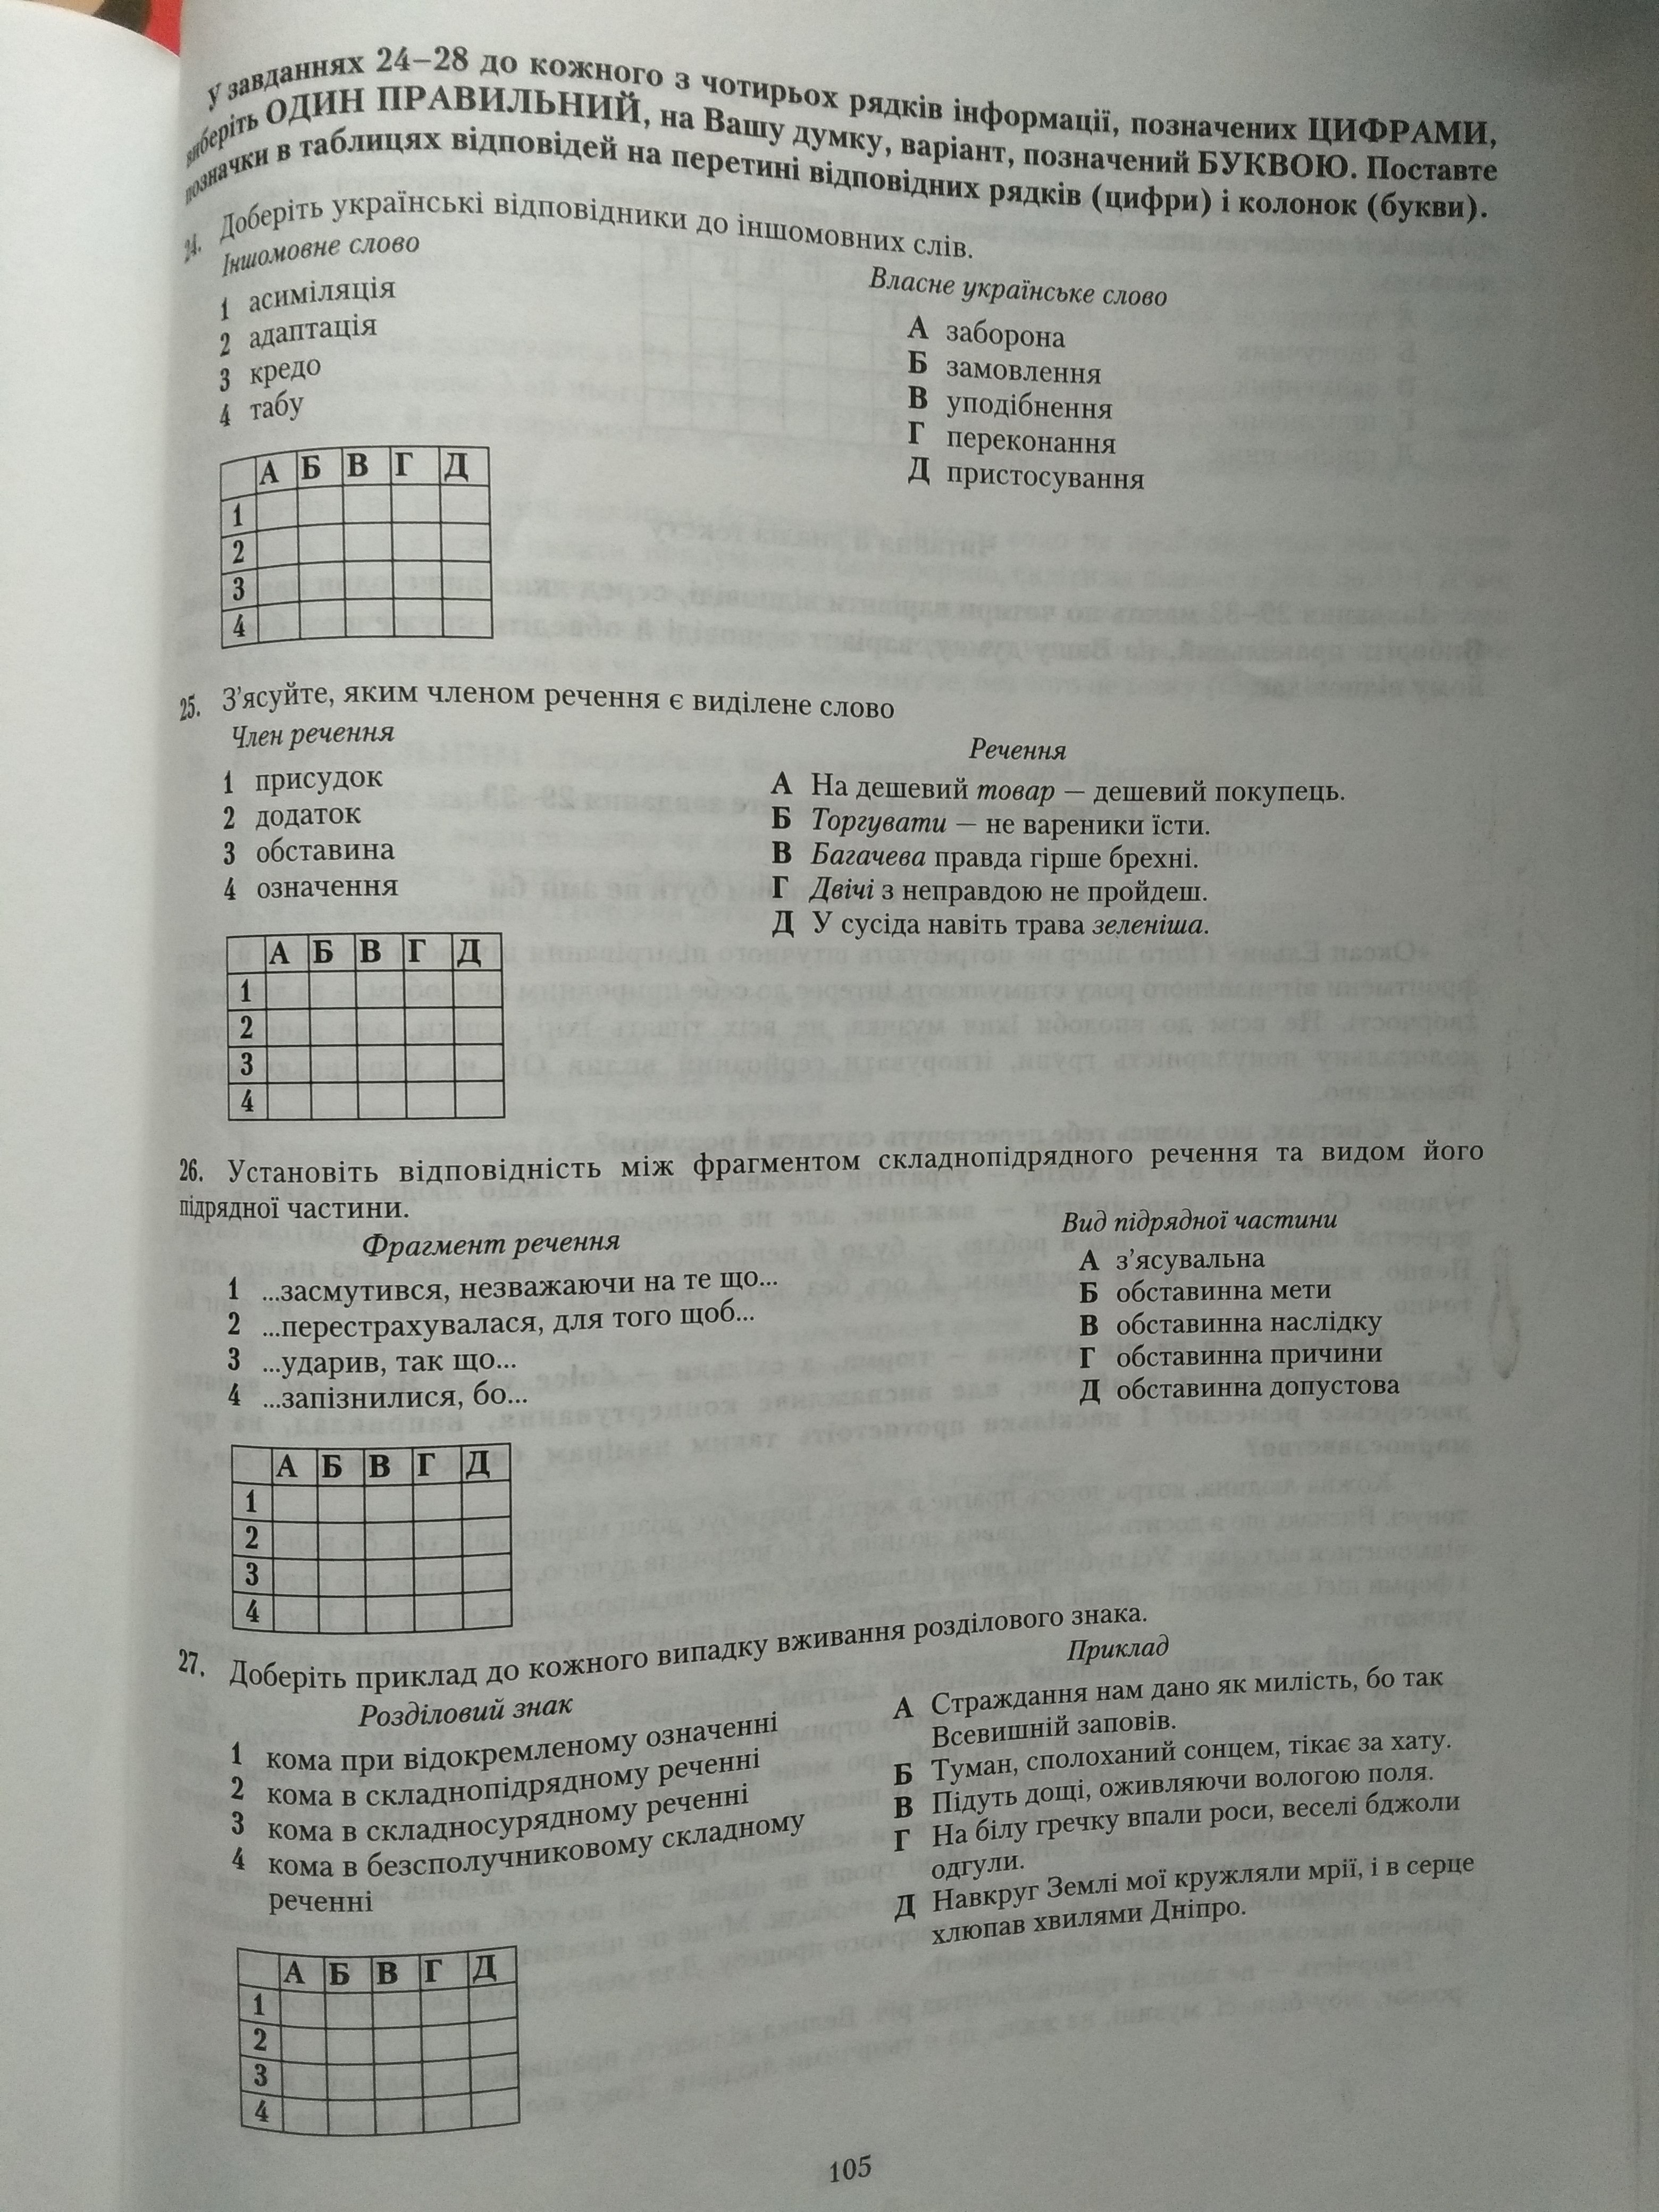 У завданнях 24–28 до кожного з чотирьох рядків інформації, позначених ЦИФРАМИ,
виберіть ОДИН ПРАВИЛЬНИЙ, на Вашу думку, варіант, позначений БУКВОЮ. Поставте
позначки в таблицях відповідей на перетині відповідних рядків (цифри) і колонок (букви).
24. Доберіть українські відповідники до іншомовних слів.
Іншомовне слово
1 асиміляція
2 адаптація
3 кредо
4 табу
Власне українське слово
А заборона
Б замовлення
В уподібнення
Г переконання
Д пристосування
А Б В Г Д
1
2
3
4
25. З'ясуйте, яким членом речення є виділене слово
Член речення
1 присудок
2 додаток
3 обставина
4 означення
Речення
А На дешевий товар — дешевий покупець.
Б Торгувати — не вареники їсти.
В Багачева правда гірше брехні.
Г Двічі з неправдою не пройдеш.
Д У сусіда навіть трава зеленіша.
А Б В Г Д
1
2
3
4
26. Установіть відповідність між фрагментом складнопідрядного речення та видом його
підрядної частини.
Фрагмент речення
1 ...засмутився, незважаючи на те що...
2 ...перестрахувалася, для того щоб...
3 ...ударив, так що...
4 ...запізнилися, бо...
Вид підрядної частини
А з'ясувальна
Б обставинна мети
В обставинна наслідку
Г обставинна причини
Д обставинна допустова
А Б В Г Д
1
2
3
4
27. Доберіть приклад до кожного випадку вживання розділового знака.
Розділовий знак
1 кома при відокремленому означенні
2 кома в складнопідрядному реченні
3 кома в складносурядному реченні
4 кома в безсполучниковому складному
реченні
Приклад
А Страждання нам дано як милість, бо так
Всевишній заповів.
Б Туман, сполоханий сонцем, тікає за хату.
В Підуть дощі, оживляючи вологою поля.
Г На білу гречку впали роси, веселі бджоли
одгули.
Д Навкруг Землі мої кружляли мрії, і в серце
хлюпав хвилями Дніпро.
А Б В Г Д
1
2
3
4
105